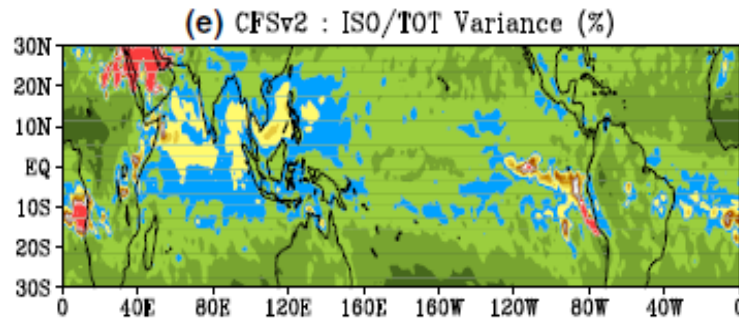 (e) CFSv2 : ISO/TOT Variance (%)
30N
20N
10N
EQ
10S
20S
30S
0 40E 80E 120E 160E 160W 120W 80W 40W 0